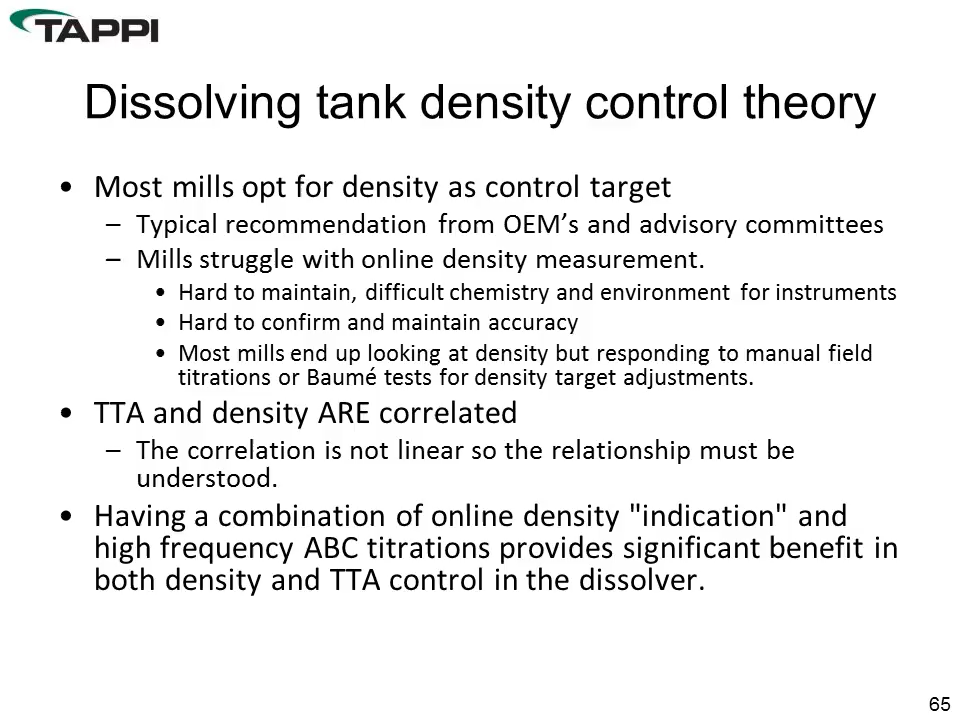 TAPPI
Dissolving tank density control theory
• Most mills opt for density as control target
– Typical recommendation from OEM’s and advisory committees
– Mills struggle with online density measurement.
• Hard to maintain, difficult chemistry and environment for instruments
• Hard to confirm and maintain accuracy
• Most mills end up looking at density but responding to manual field
titrations or Baumé tests for density target adjustments.
• TTA and density ARE correlated
– The correlation is not linear so the relationship must be
understood.
• Having a combination of online density "indication" and
high frequency ABC titrations provides significant benefit in
both density and TTA control in the dissolver.
65